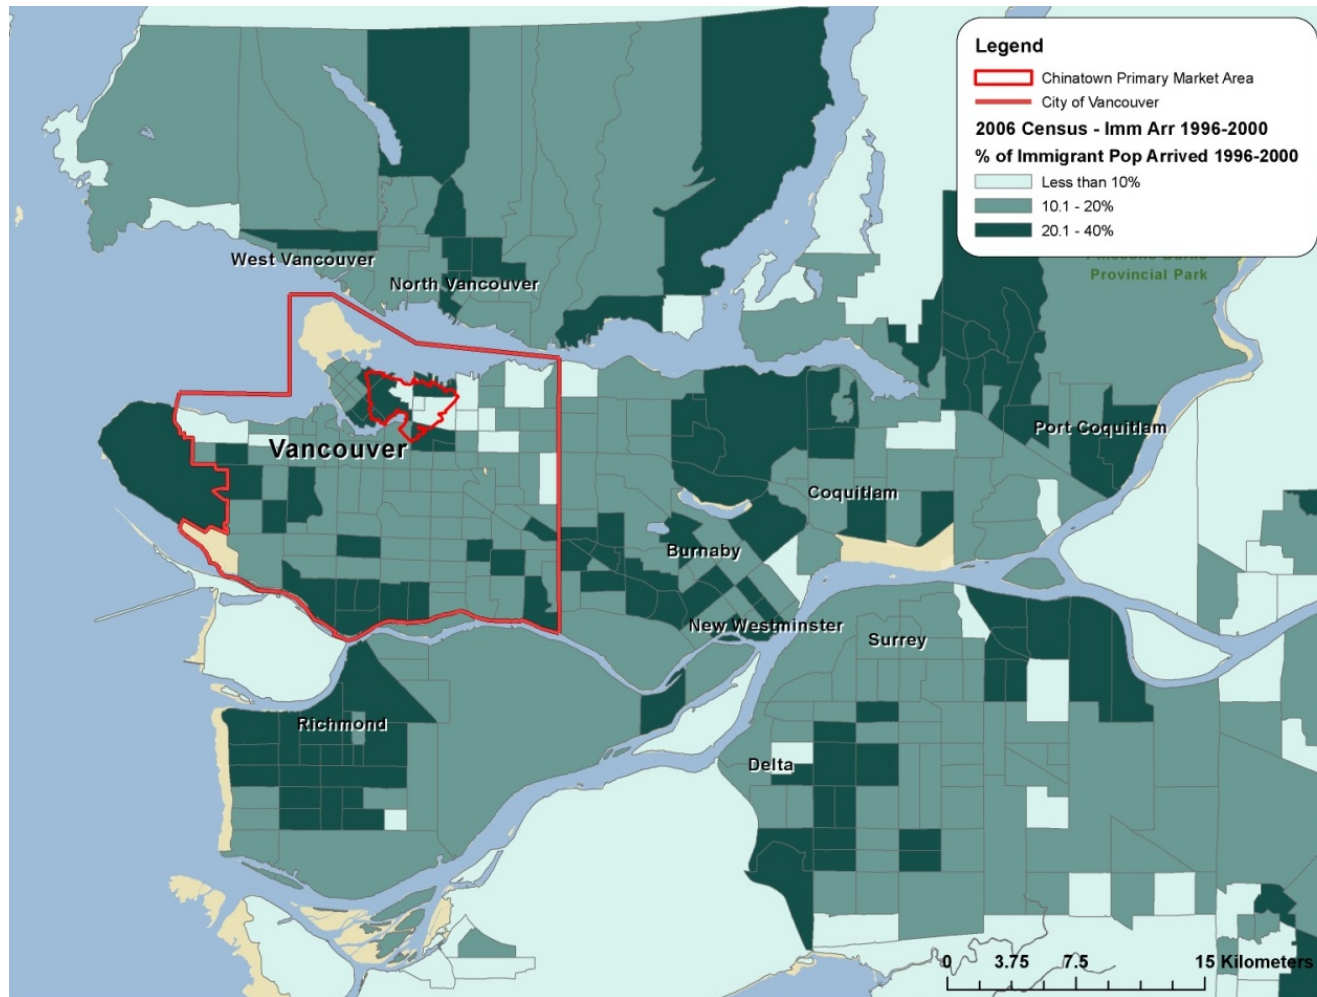 Legend
Chinatown Primary Market Area
City of Vancouver
2006 Census - Imm Arr 1996-2000
% of Immigrant Pop Arrived 1996-2000
Less than 10%
10.1 - 20%
20.1 - 40%
Provincial Park
West Vancouver
North Vancouver
Vancouver
Port Coquitlam
Coquitlam
Burnaby
New Westminster
Surrey
Richmond
Delta
0 3.75 7.5 15 Kilometers